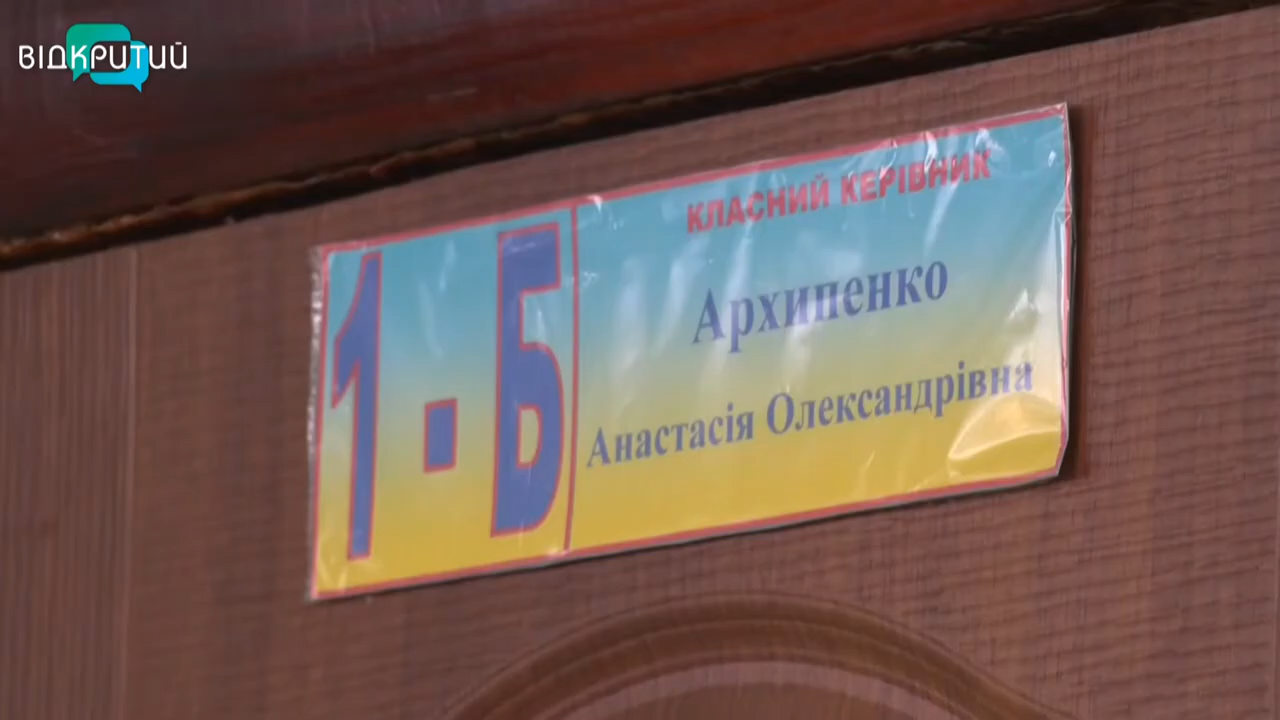 ВІДКРИТИЙ
1 - Б
КЛАСНИЙ КЕРІВНИК
Архипенко
Анастасія Олександрівна